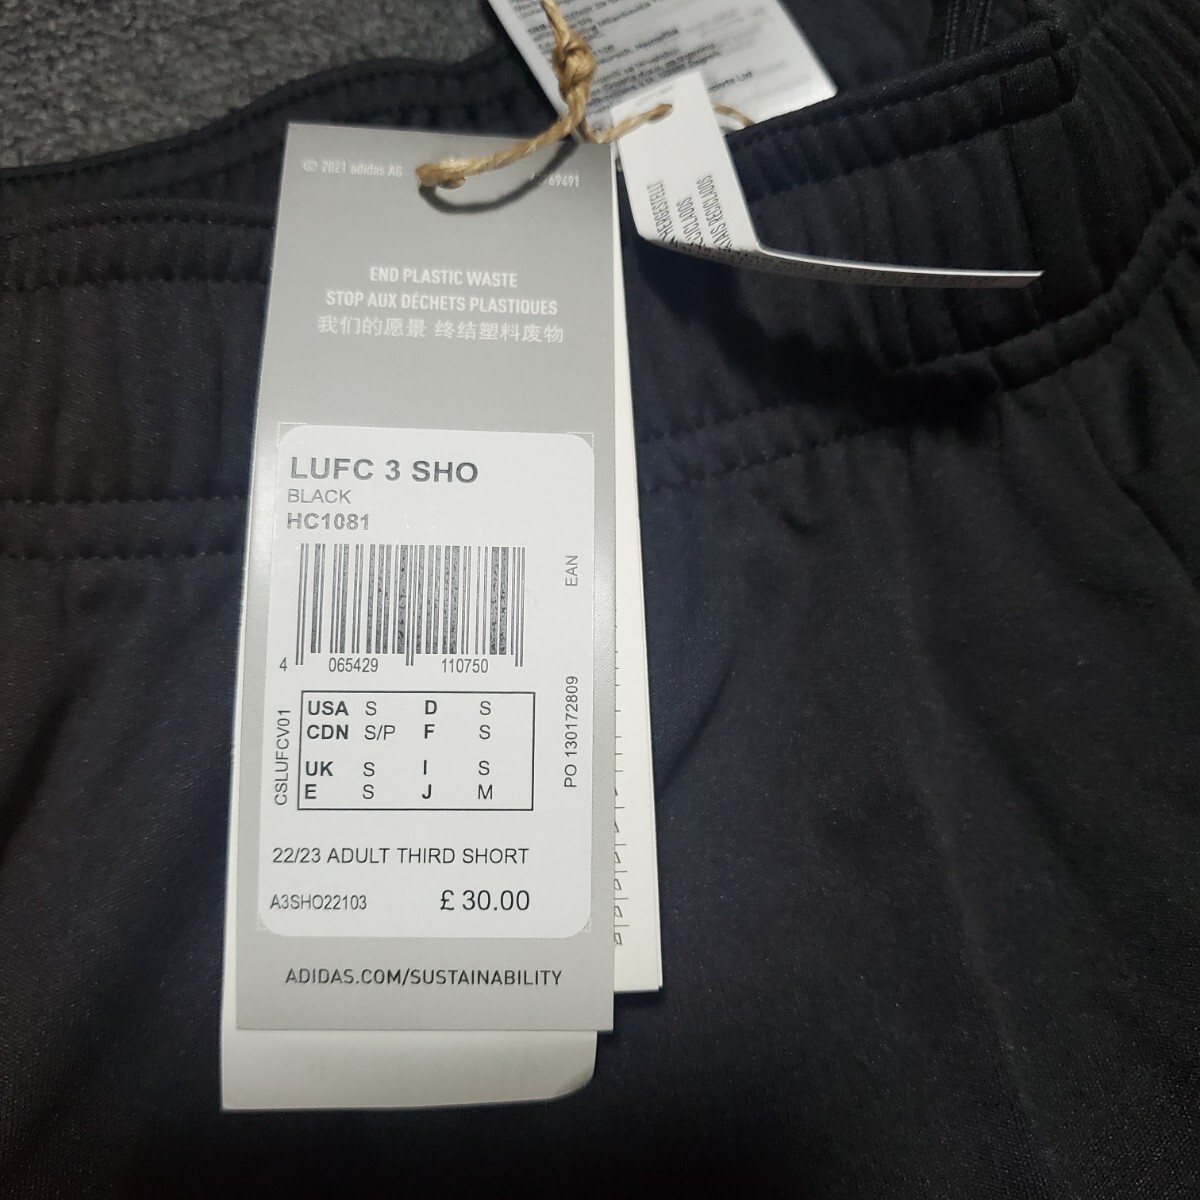 © 2021 adidas AG
END PLASTIC WASTE
STOP AUX DÉCHETS PLASTIQUES
我们的愿景 终结塑料废物
LUFC 3 SHO
BLACK
HC1081
4 065429 110750
EAN
PO 130172809
CSLUFCV01
USA S D S
CDN S/P F S
UK S I S
E S J M
22/23 ADULT THIRD SHORT
A3SHO22103 £ 30.00
ADIDAS.COM/SUSTAINABILITY